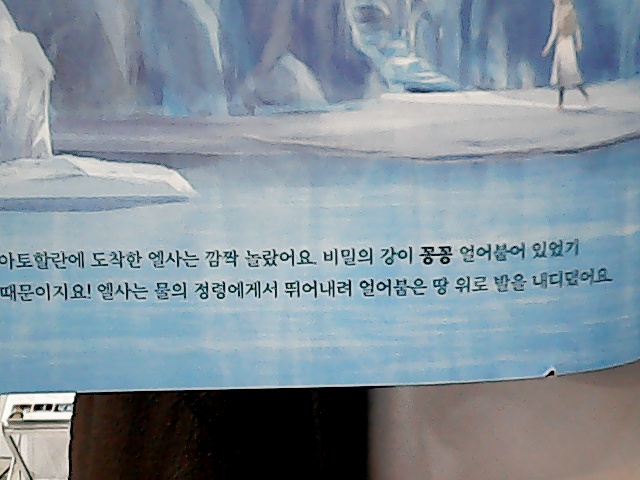 아토할란에 도착한 엘사는 깜짝 놀랐어요. 비밀의 강이 꽁꽁 얼어붙어 있었기
때문이지요! 엘사는 물의 정령에게서 뛰어내려 얼어붙은 땅 위로 발을 내디뎠어요.